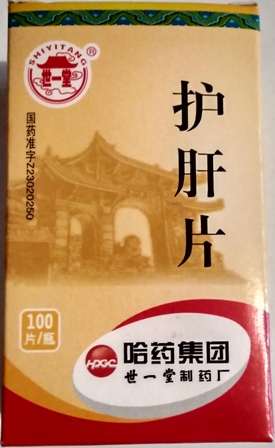 SHIYITANG
®
世一堂
国药准字Z23020250
护肝片
100
片/瓶
HPGC
哈药集团
世一堂制药厂